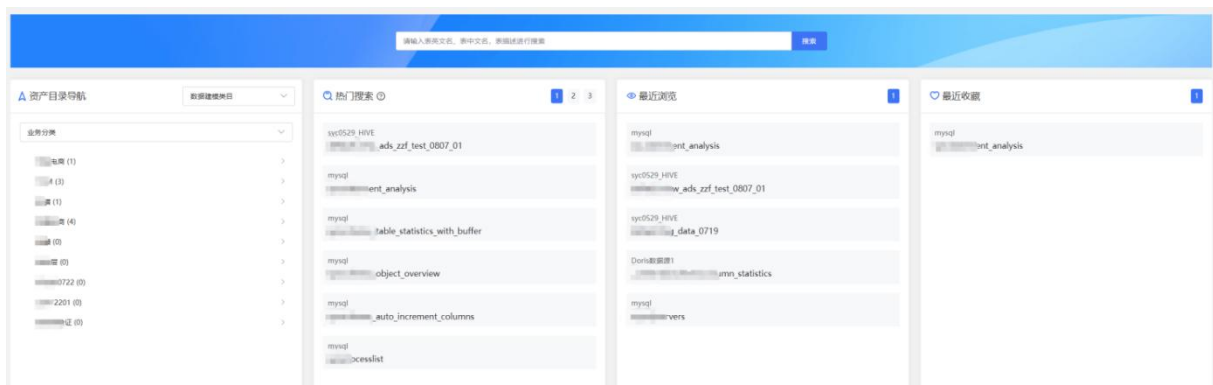 请输入表英文名、表中文名、表描述进行搜索
搜索
资产目录导航
数据建模类目
业务分类
电商 (1)
(3)
(1)
(4)
(0)
(0)
0722 (0)
2201 (0)
证 (0)
热门搜索
1 2 3
syc0529_HIVE
_ads_zzf_test_0807_01
mysql
ent_analysis
mysql
table_statistics_with_buffer
mysql
_object_overview
mysql
_auto_increment_columns
mysql
ocesslist
最近浏览
1
mysql
ent_analysis
syc0529_HIVE
w_ads_zzf_test_0807_01
syc0529_HIVE
g_data_0719
Doris数据源1
umn_statistics
mysql
rvers
最近收藏
1
mysql
ent_analysis